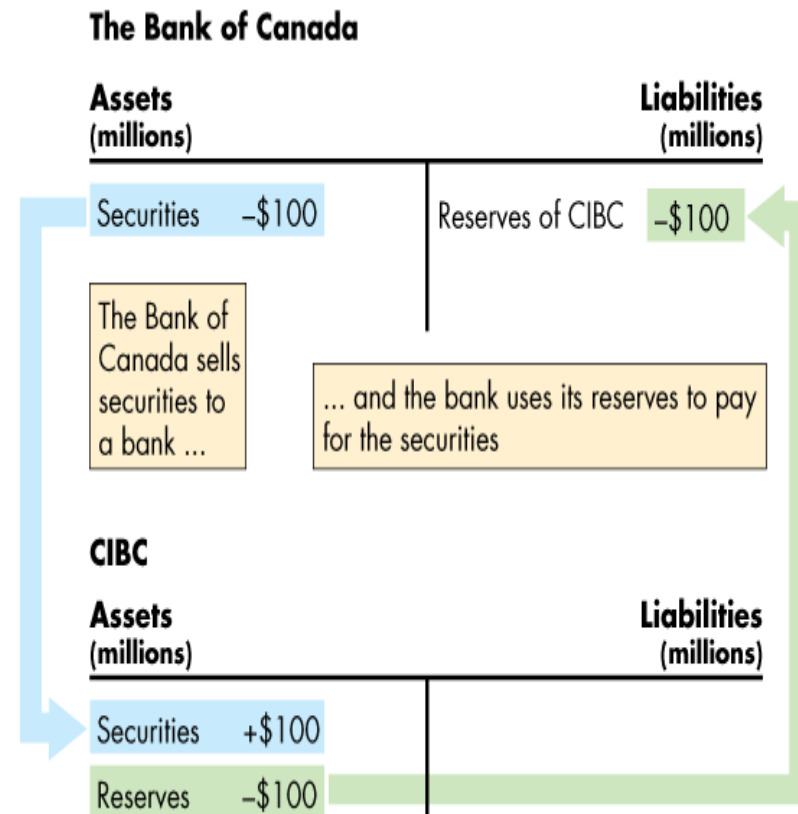 The Bank of Canada
Assets Liabilities
(millions) (millions)
Securities –$100 Reserves of CIBC –$100
The Bank of
Canada sells
securities to
a bank ...
... and the bank uses its reserves to pay
for the securities
CIBC
Assets Liabilities
(millions) (millions)
Securities +$100
Reserves –$100